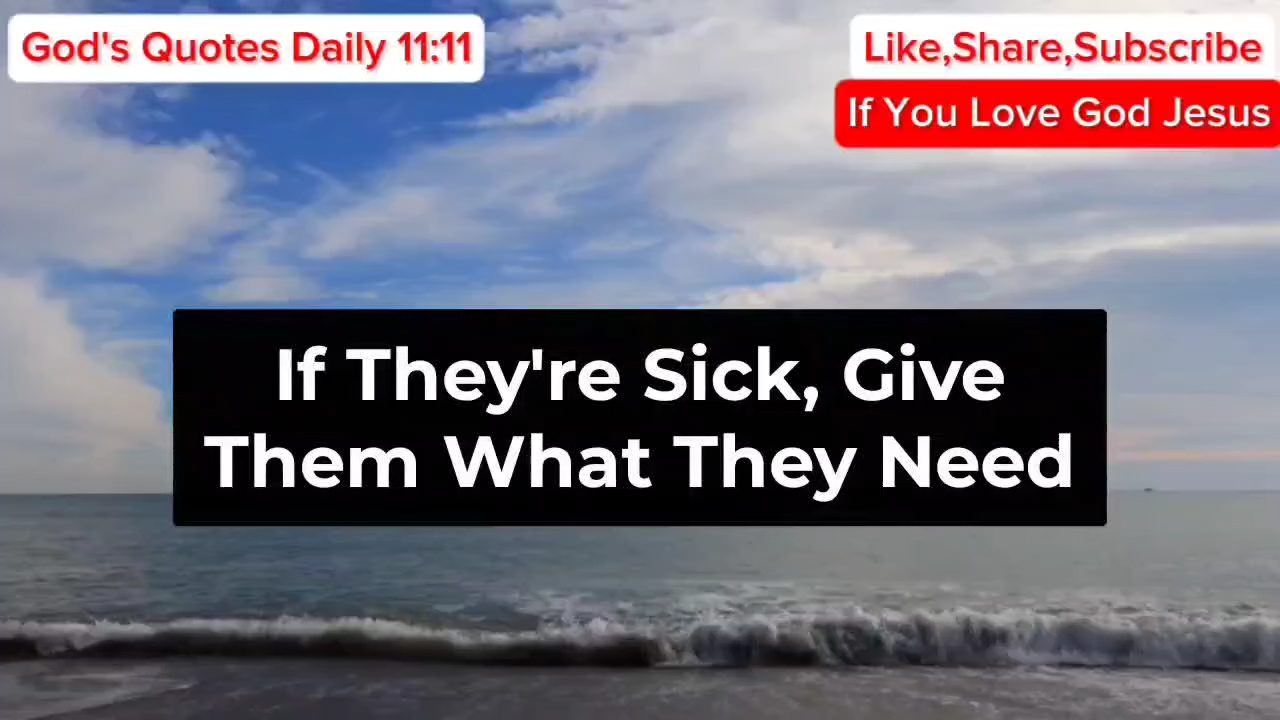 God's Quotes Daily 11:11
Like,Share,Subscribe
If You Love God Jesus
If They're Sick, Give
Them What They Need